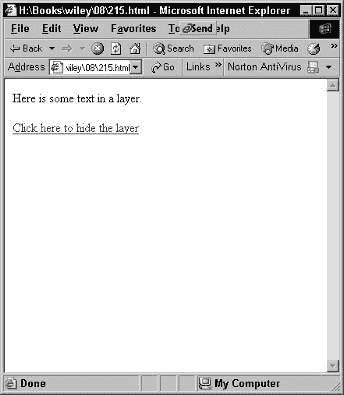 H:\Books\wiley\08\215.html - Microsoft Internet Explorer
File Edit View Favorites To Send elp
Back Search Favorites Media »
Address wiley\08\215.html Go Links » Norton AntiVirus
Here is some text in a layer.
Click here to hide the layer
Done My Computer